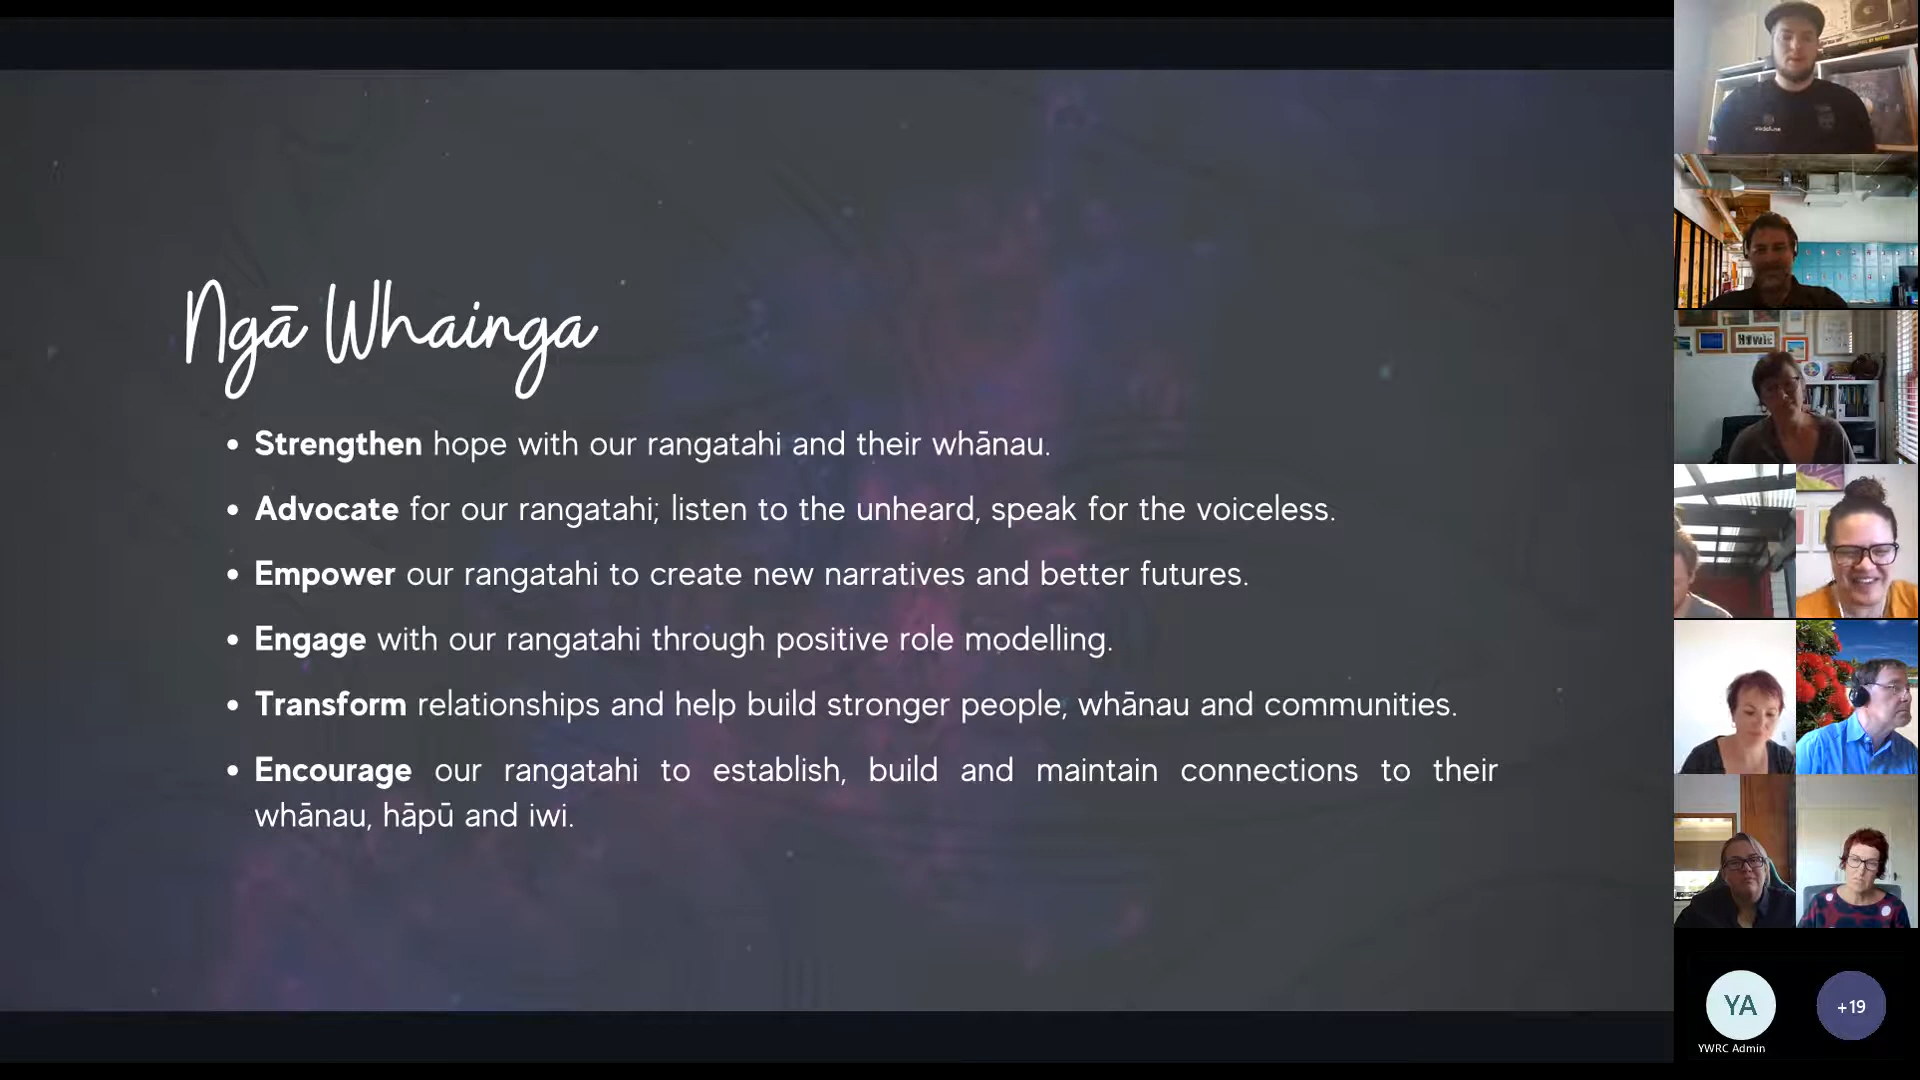 Ngā Whainga
• Strengthen hope with our rangatahi and their whānau.
• Advocate for our rangatahi; listen to the unheard, speak for the voiceless.
• Empower our rangatahi to create new narratives and better futures.
• Engage with our rangatahi through positive role modelling.
• Transform relationships and help build stronger people, whānau and communities.
• Encourage our rangatahi to establish, build and maintain connections to their
whānau, hāpū and iwi.
YA
+19
YWRC Admin